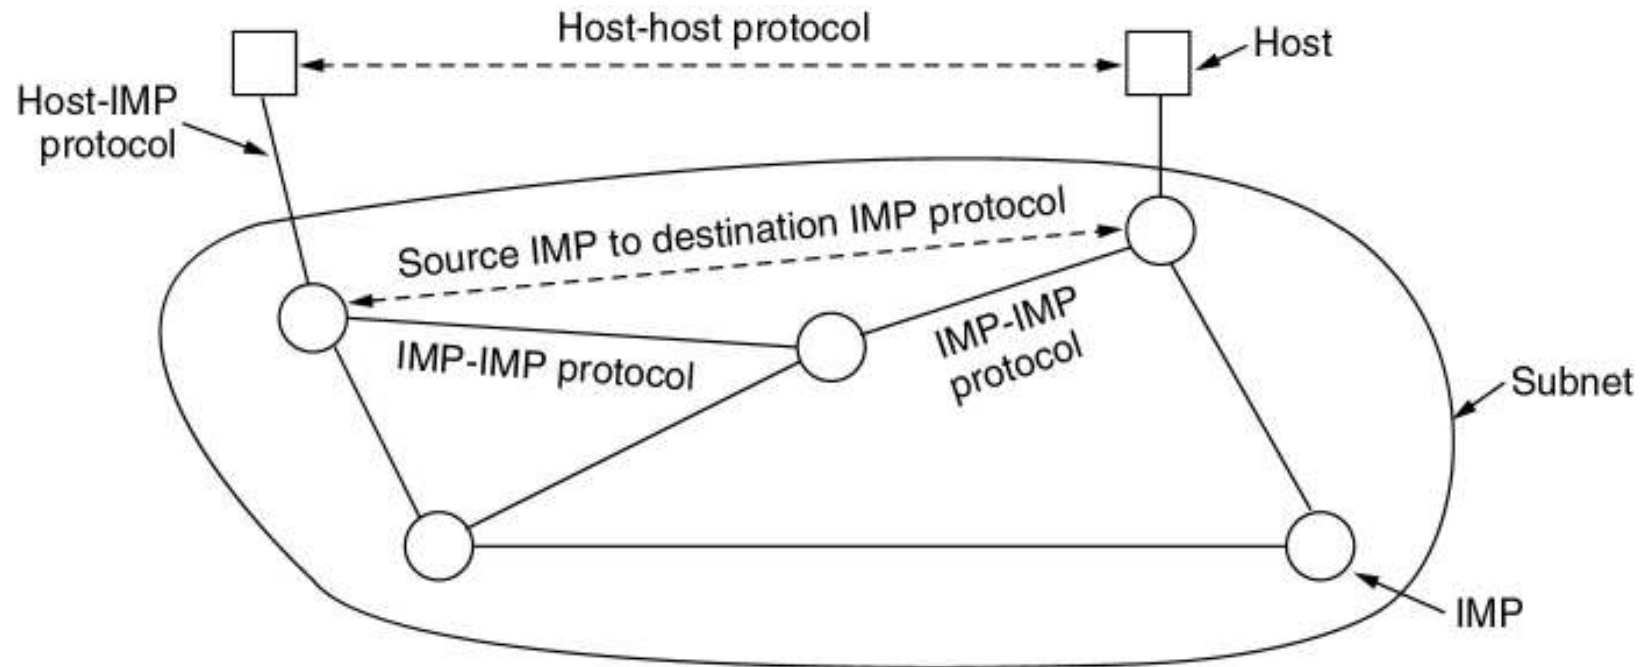 Host-host protocol
Host
Host-IMP
protocol
Source IMP to destination IMP protocol
IMP-IMP protocol
IMP-IMP
protocol
Subnet
IMP